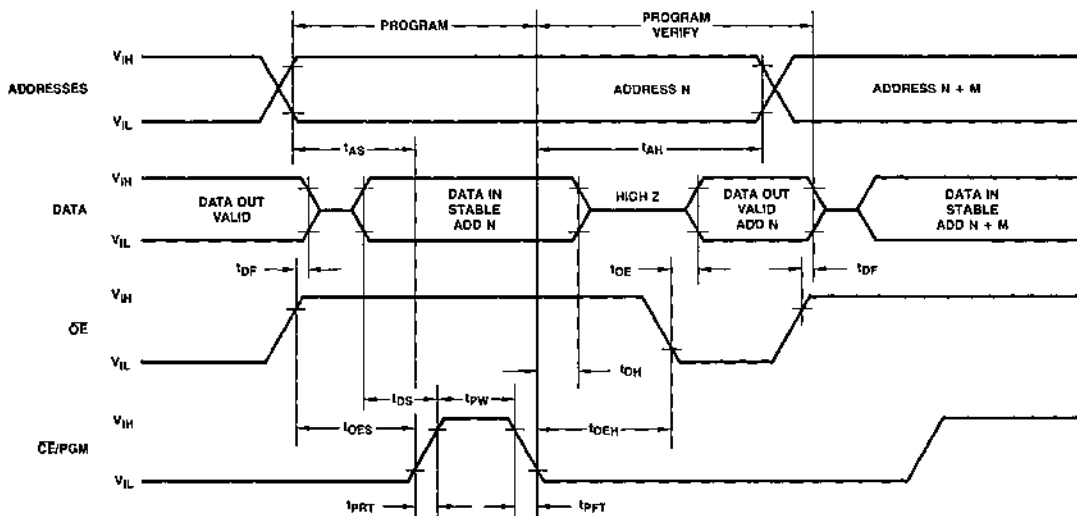 PROGRAM
PROGRAM
VERIFY
VIH
ADDRESSES
ADDRESS N
ADDRESS N + M
VIL
tAS
tAH
VIH
DATA
DATA OUT
VALID
DATA IN
STABLE
ADD N
HIGH Z
DATA OUT
VALID
ADD N
DATA IN
STABLE
ADD N + M
VIL
tDF
tOE
tDF
VIH
OE
VIL
tDH
tDS
tPW
VIH
tOES
tOEH
CE/PGM
VIL
tPRT
tPFT